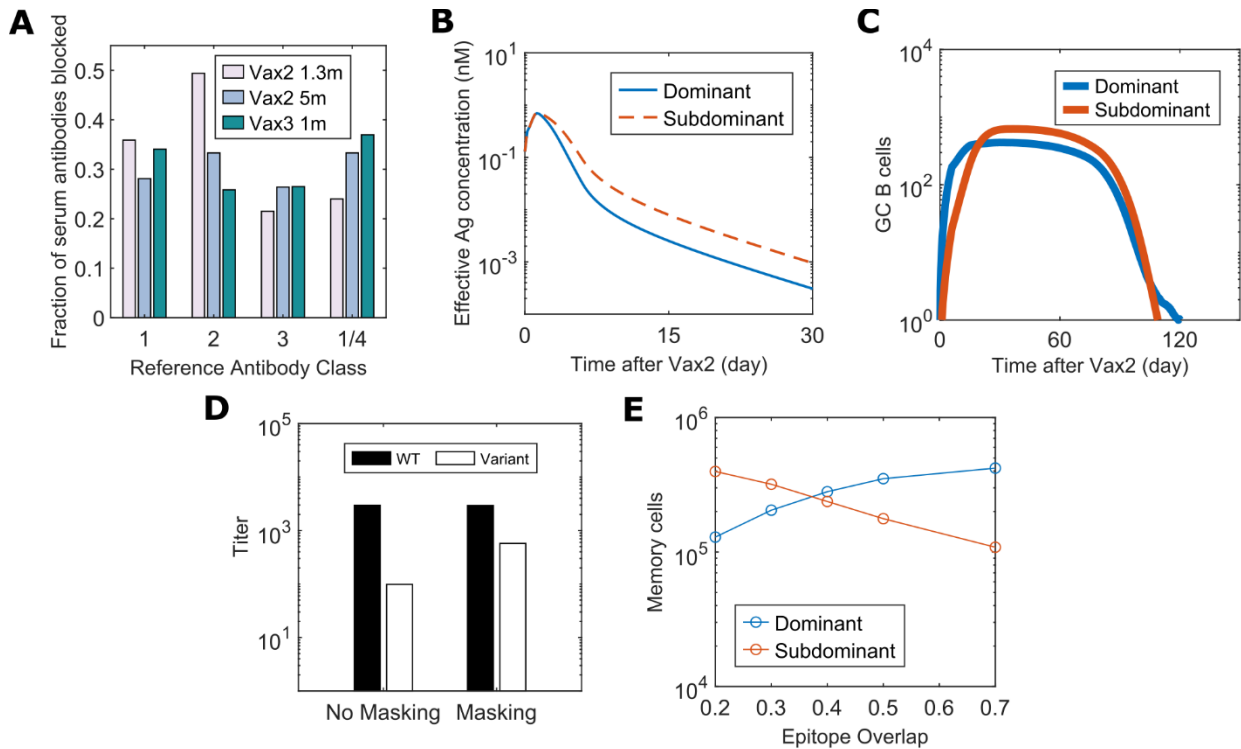 A
Fraction of serum antibodies blocked
0.5
0.4
0.3
0.2
0.1
0
Vax2 1.3m
Vax2 5m
Vax3 1m
1 2 3 1/4
Reference Antibody Class
B
Effective Ag concentration (nM)
10^1
10^-1
10^-3
Dominant
Subdominant
0 15 30
Time after Vax2 (day)
C
GC B cells
10^4
10^2
10^0
Dominant
Subdominant
0 60 120
Time after Vax2 (day)
D
Titer
10^5
10^3
10^1
WT Variant
No Masking Masking
E
Memory cells
10^6
10^5
10^4
Dominant
Subdominant
0.2 0.3 0.4 0.5 0.6 0.7
Epitope Overlap